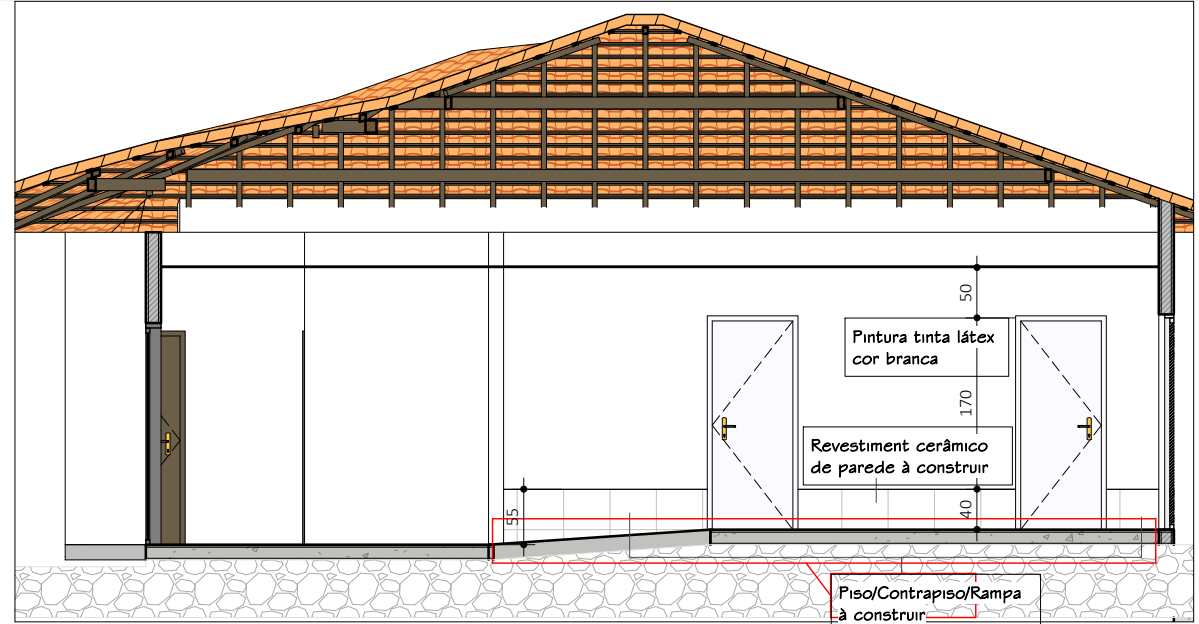 50
Pintura tinta látex
cor branca
170
Revestiment cerâmico
de parede à construir
55
40
Piso/Contrapiso/Rampa
à construir